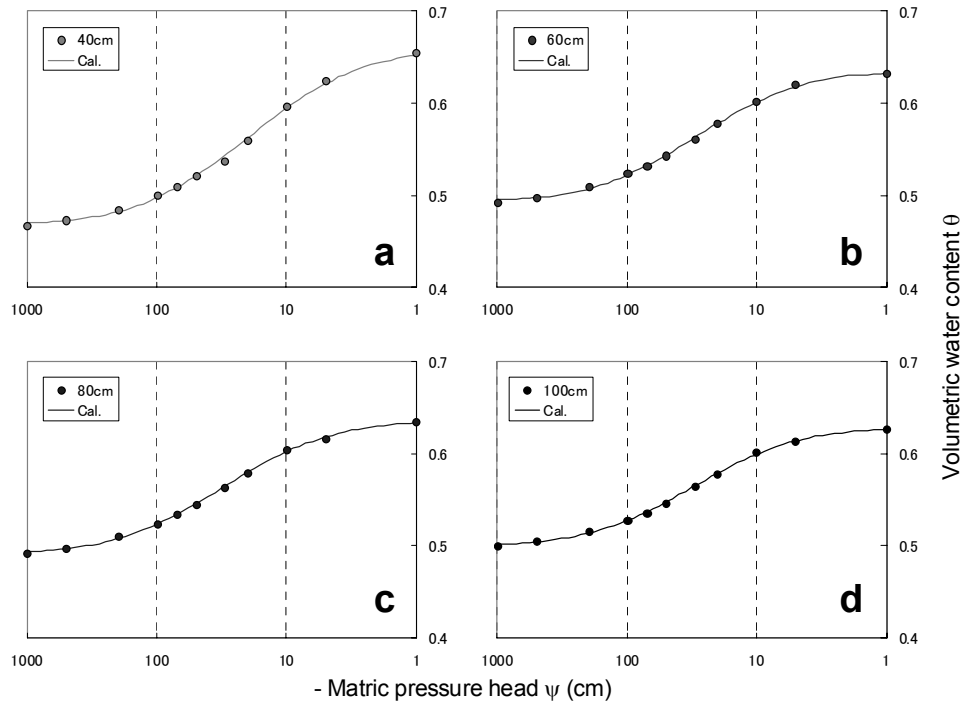 0.7
40cm
Cal.
0.6
0.5
a
0.4
1000 100 10 1
0.7
60cm
Cal.
0.6
0.5
b
0.4
1000 100 10 1
0.7
80cm
Cal.
0.6
0.5
c
0.4
1000 100 10 1
0.7
100cm
Cal.
0.6
0.5
d
0.4
1000 100 10 1
Volumetric water content θ
- Matric pressure head ψ (cm)